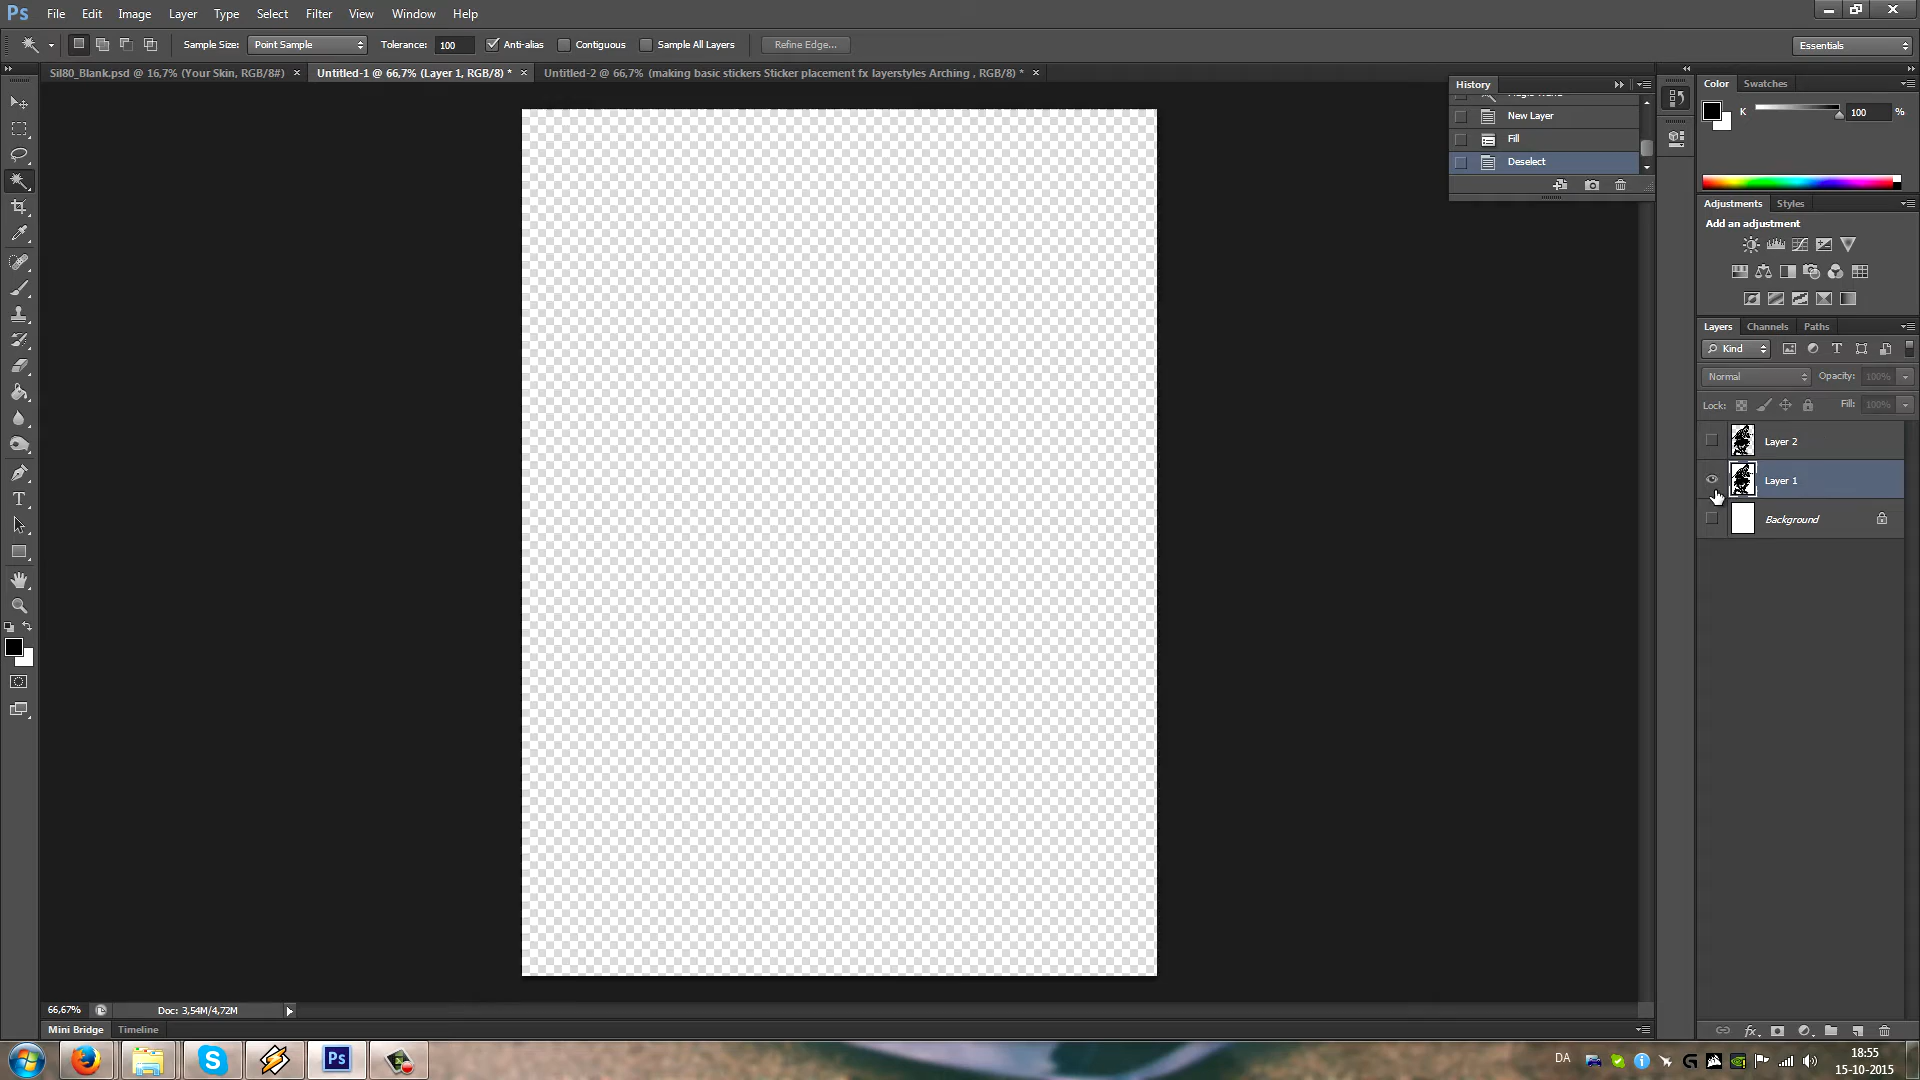 Ps File Edit Image Layer Type Select Filter View Window Help
Sample Size: Point Sample Tolerance: 100 Anti-alias Contiguous Sample All Layers Refine Edge... Essentials
Sil80_Blank.psd @ 16,7% (Your Skin, RGB/8#) × Untitled-1 @ 66,7% (Layer 1, RGB/8) * × Untitled-2 @ 66,7% (making basic stickers Sticker placement fx layerstyles Arching , RGB/8) * ×
History
New Layer
Fill
Deselect
Color Swatches
K 100 %
Adjustments Styles
Add an adjustment
Layers Channels Paths
Kind
Normal Opacity: 100%
Lock: Fill: 100%
Layer 2
Layer 1
Background
66,67% Doc: 3,54M/4,72M
Mini Bridge Timeline
Ps
DA
18:55
15-10-2015